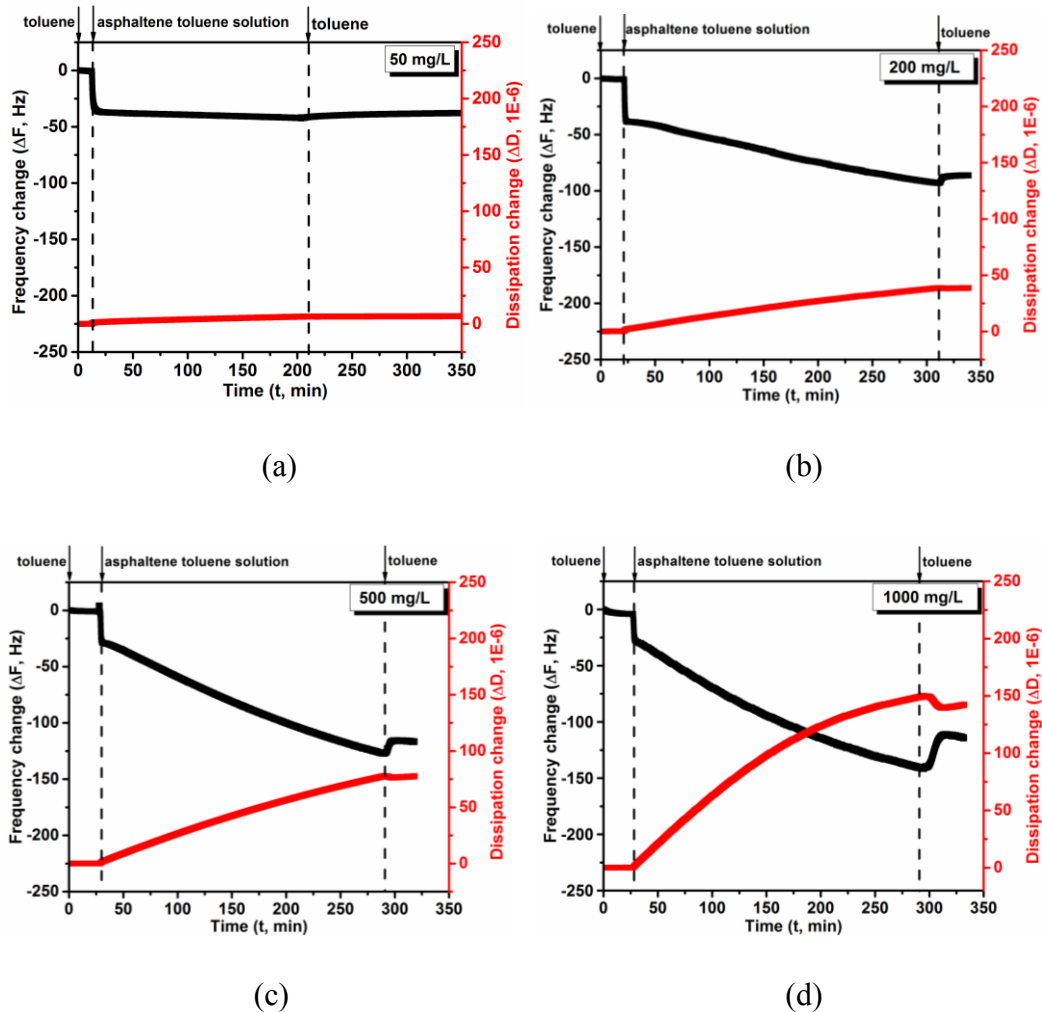 toluene asphaltene toluene solution toluene
50 mg/L
Frequency change (ΔF, Hz)
0
-50
-100
-150
-200
-250
250
200
150
100
50
0
Dissipation change (ΔD, 1E-6)
0 50 100 150 200 250 300 350
Time (t, min)
(a)
toluene asphaltene toluene solution toluene
200 mg/L
Frequency change (ΔF, Hz)
0
-50
-100
-150
-200
-250
250
200
150
100
50
0
Dissipation change (ΔD, 1E-6)
0 50 100 150 200 250 300 350
Time (t, min)
(b)
toluene asphaltene toluene solution toluene
500 mg/L
Frequency change (ΔF, Hz)
0
-50
-100
-150
-200
-250
250
200
150
100
50
0
Dissipation change (ΔD, 1E-6)
0 50 100 150 200 250 300 350
Time (t, min)
(c)
toluene asphaltene toluene solution toluene
1000 mg/L
Frequency change (ΔF, Hz)
0
-50
-100
-150
-200
-250
250
200
150
100
50
0
Dissipation change (ΔD, 1E-6)
0 50 100 150 200 250 300 350
Time (t, min)
(d)